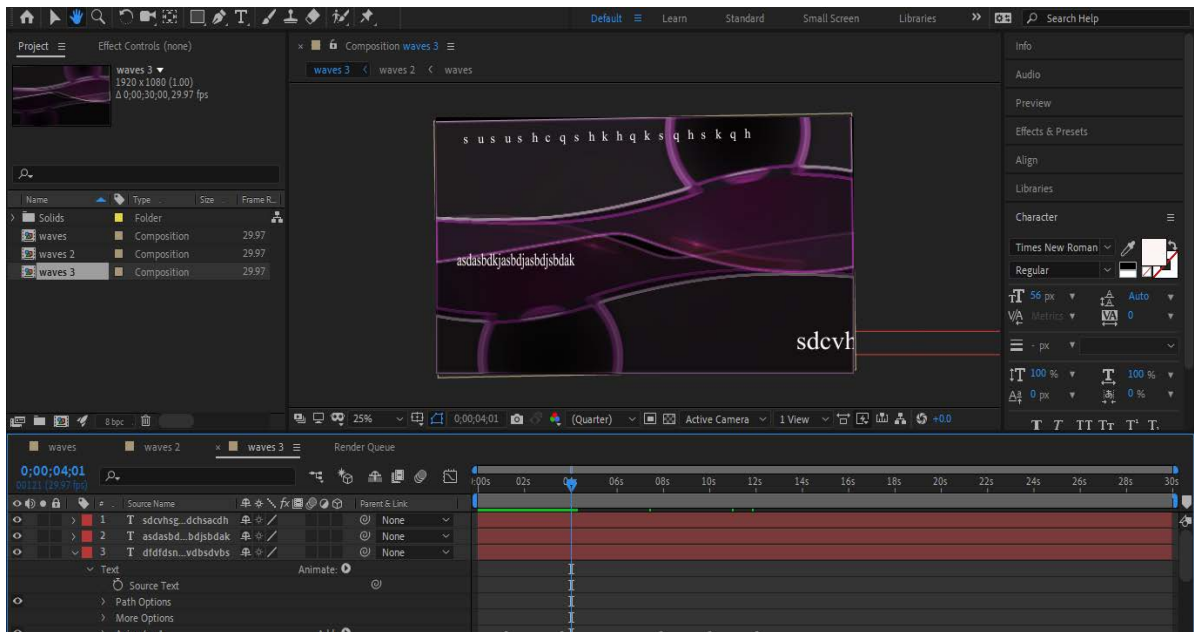 Default Learn Standard Small Screen Libraries Search Help
Project Effect Controls (none) Composition waves 3 Info
waves 3 1920 x 1080 (1.00) Δ 0;00;30;00, 29.97 fps
waves 3 waves 2 waves
Audio
Preview
Effects & Presets
Align
Libraries
Character
susushcqshkhqksqhskqh
asdasbdkjasbdjasbdjsbdak
sdcvh
Name Type Size Frame R...
Solids Folder
waves Composition 29.97
waves 2 Composition 29.97
waves 3 Composition 29.97
Times New Roman
Regular
56 px Auto
Metrics 0
- px
100 % 100 %
0 px 0 %
T T TT Tт T' T,
8 bpc 25% 0;00;04;01 (Quarter) Active Camera 1 View +0.0
waves waves 2 waves 3 Render Queue
0;00;04;01
00121 (29.97 fps)
:00s 02s 04s 06s 08s 10s 12s 14s 16s 18s 20s 22s 24s 26s 28s 30s
# Source Name Parent & Link
1 T sdcvhsg...dchsacdh None
2 T asdasbd...bdjsbdak None
3 T dfdfdsn...vdbsdvbs None
Text Animate:
Source Text
Path Options
More Options